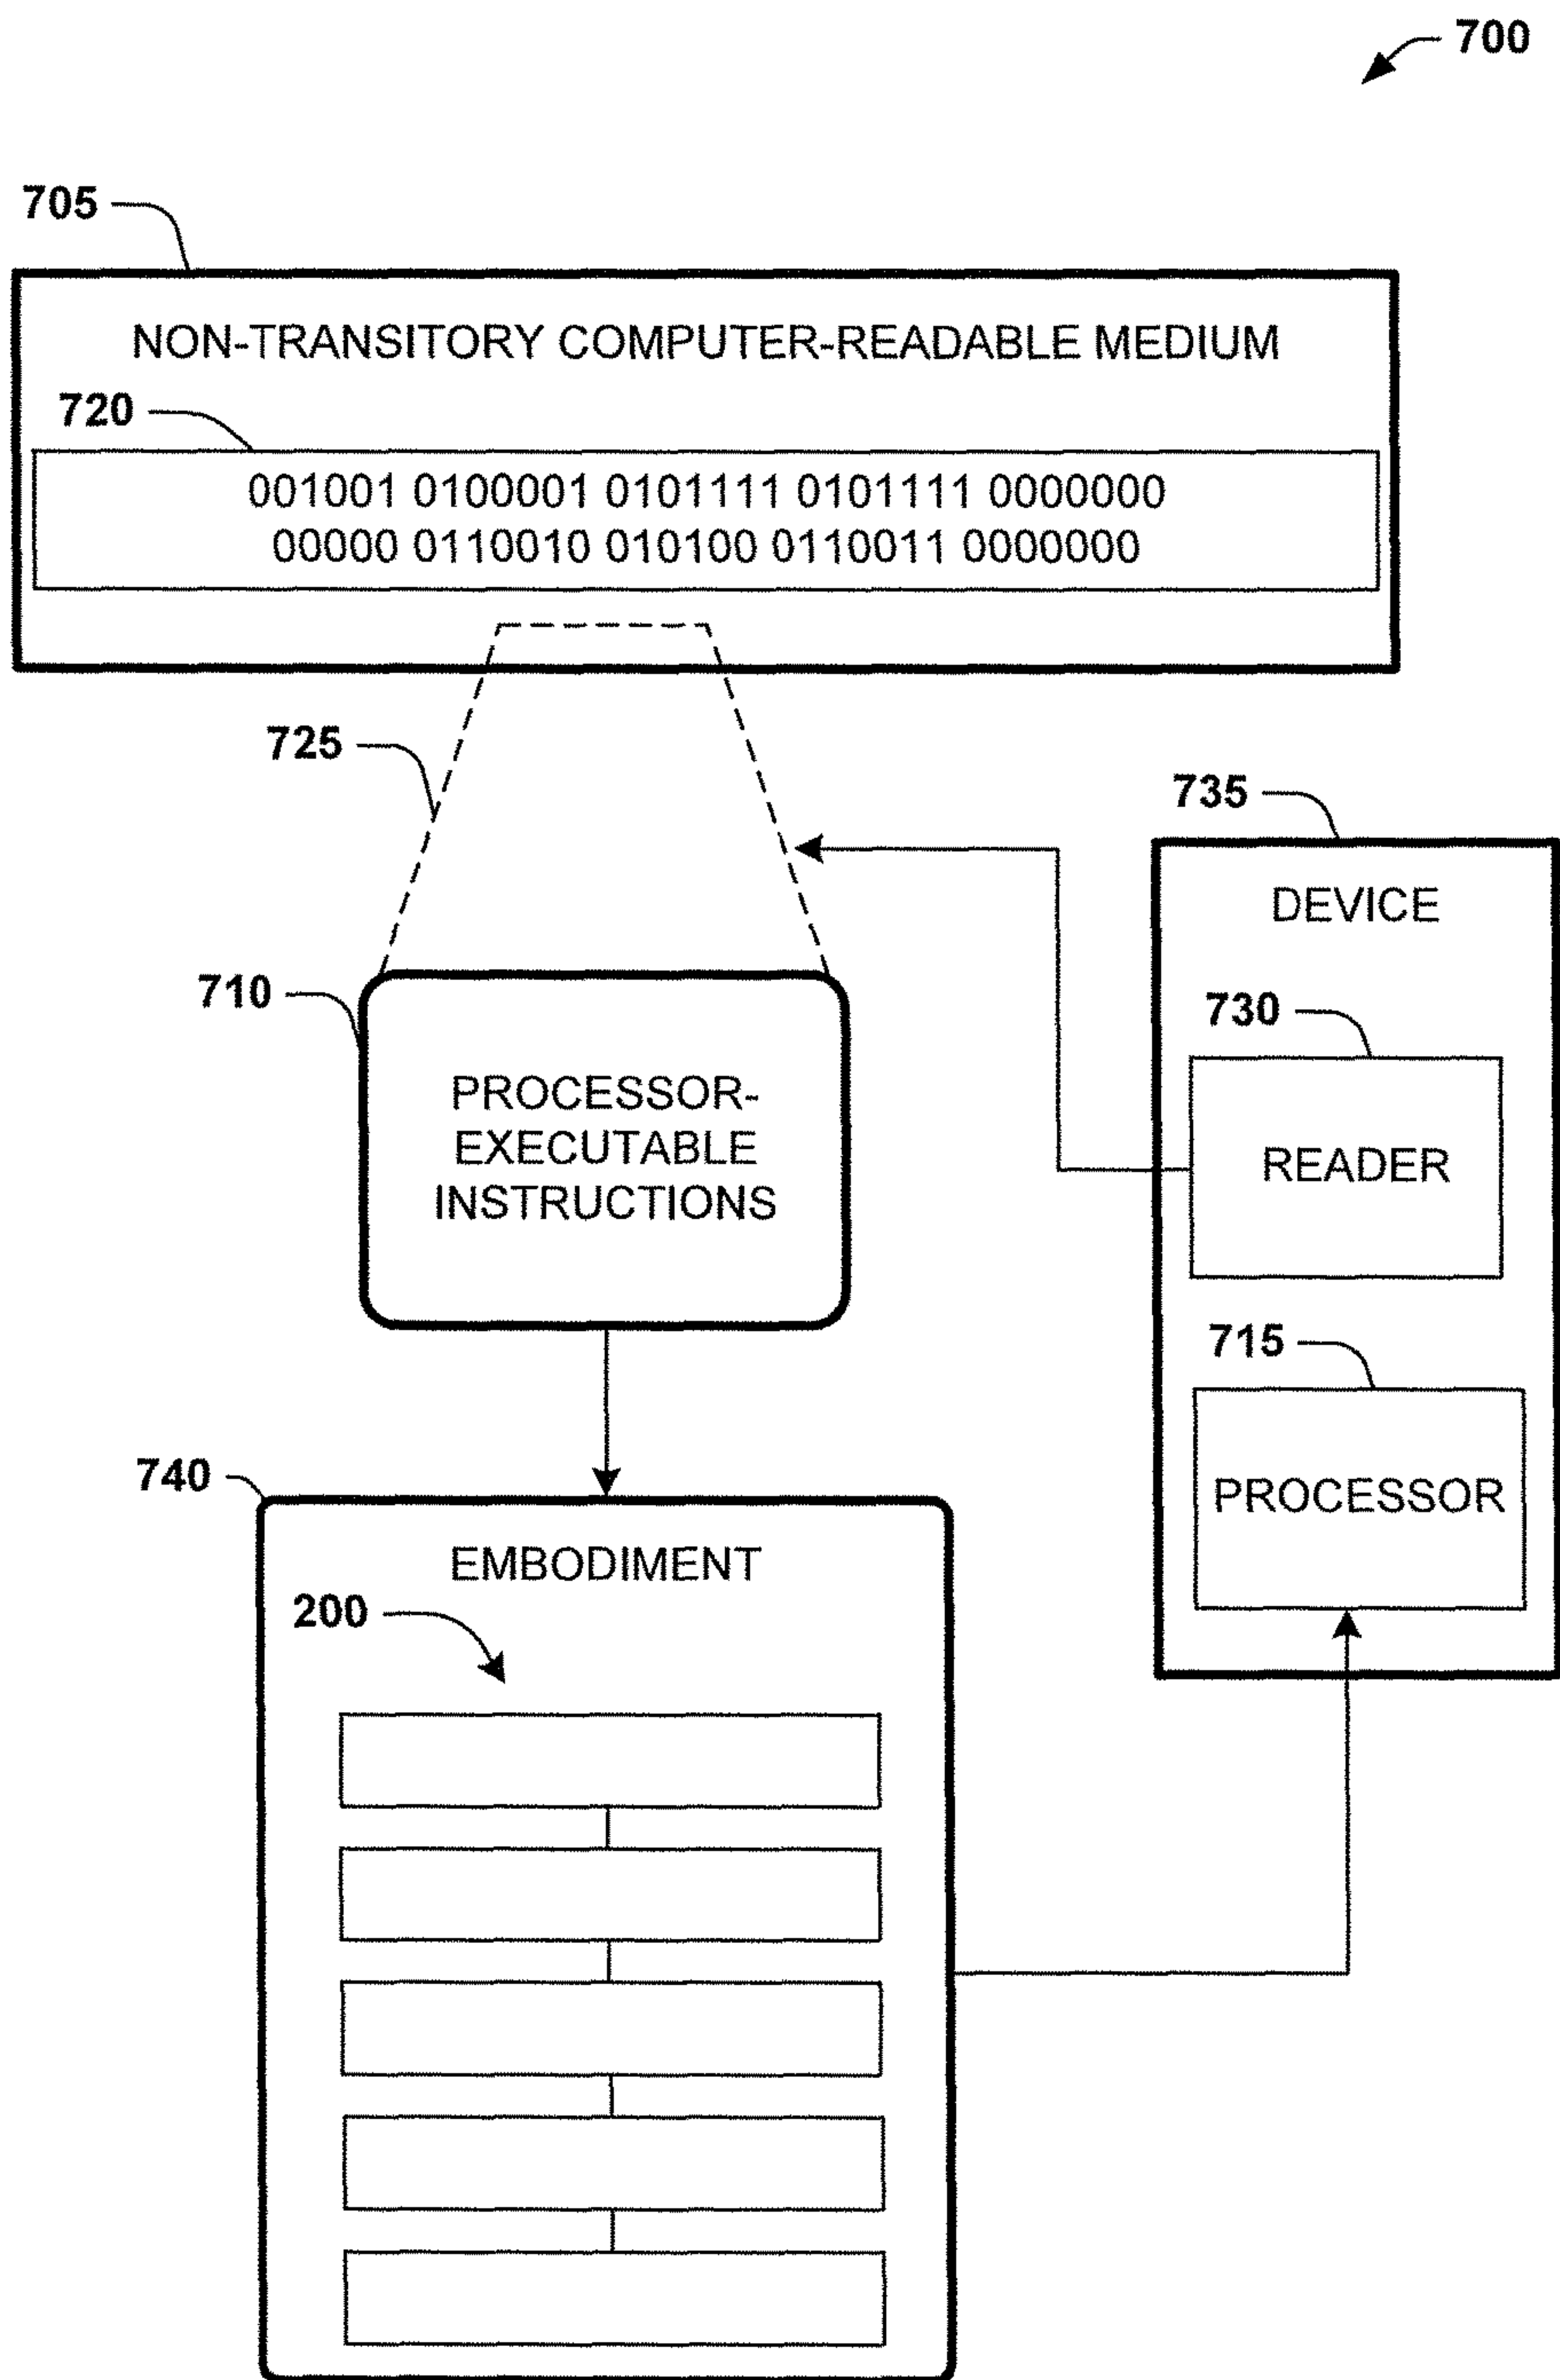 700
705
NON-TRANSITORY COMPUTER-READABLE MEDIUM
720
001001 0100001 0101111 0101111 0000000
00000 0110010 010100 0110011 0000000
725
735
DEVICE
710
730
PROCESSOR-
EXECUTABLE
INSTRUCTIONS
READER
715
740
PROCESSOR
EMBODIMENT
200